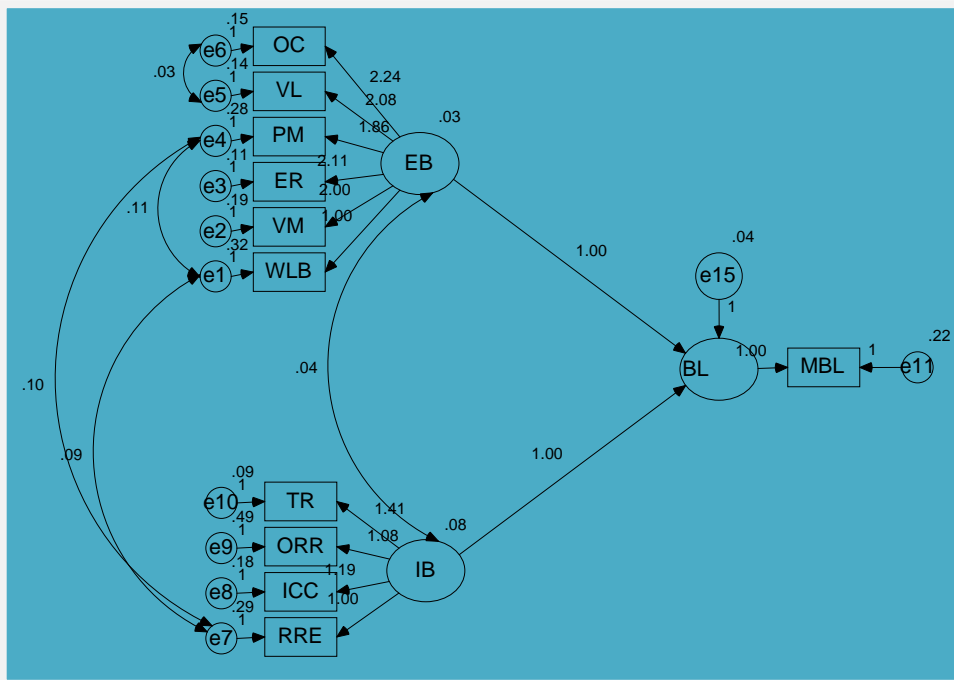 .15
1
e6 OC
.03
.14
1
e5 VL
2.24
2.08
.28
1
e4 PM
1.86
.03
EB
.11
1
e3 ER
2.11
.11
.19
1
e2 VM
2.00
1.00
.32
1
e1 WLB
1.00
.04
e15
1
.04
BL
1.00
MBL
1
.22
e11
.10
.09
1.00
.09
1
e10 TR
1.41
.49
1
e9 ORR
1.08
.08
IB
.18
1
e8 ICC
1.19
1.00
.29
1
e7 RRE